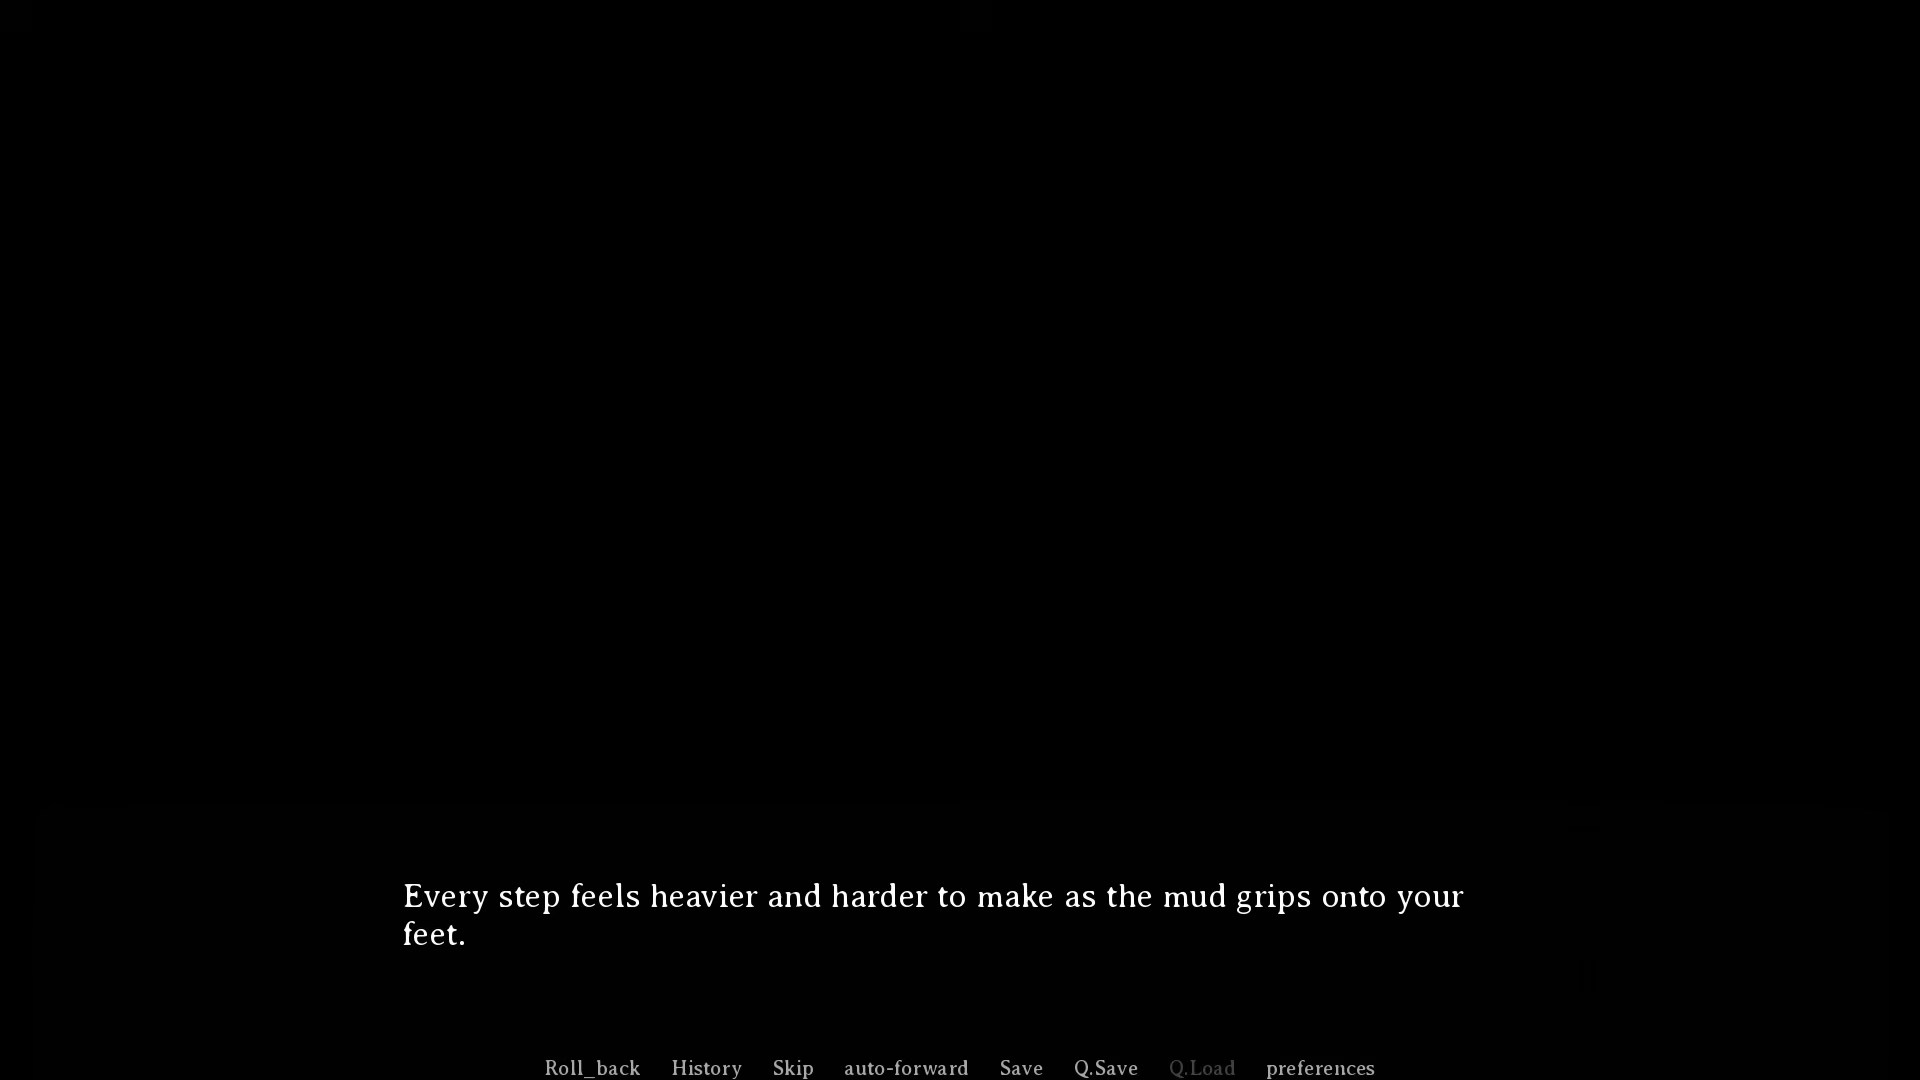 Every step feels heavier and harder to make as the mud grips onto your
feet.
Roll_back History Skip auto-forward Save Q.Save Q.Load preferences